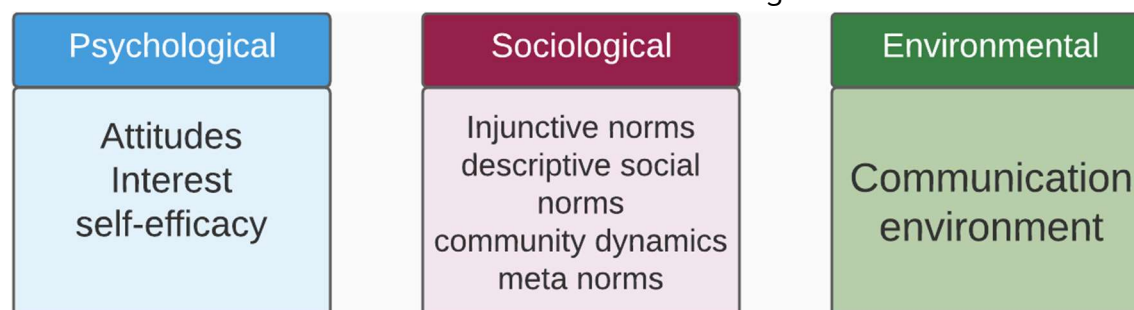 Psychological
Attitudes
Interest
self-efficacy
Sociological
Injunctive norms
descriptive social
norms
community dynamics
meta norms
Environmental
Communication
environment